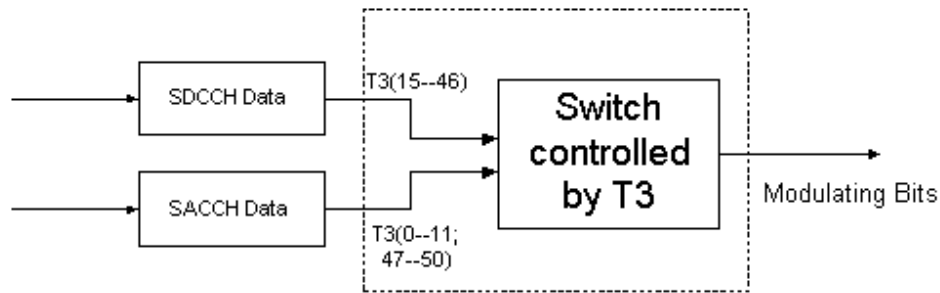 SDCCH Data
T3(15--46)
SACCH Data
T3(0--11;
47--50)
Switch
controlled
by T3
Modulating Bits